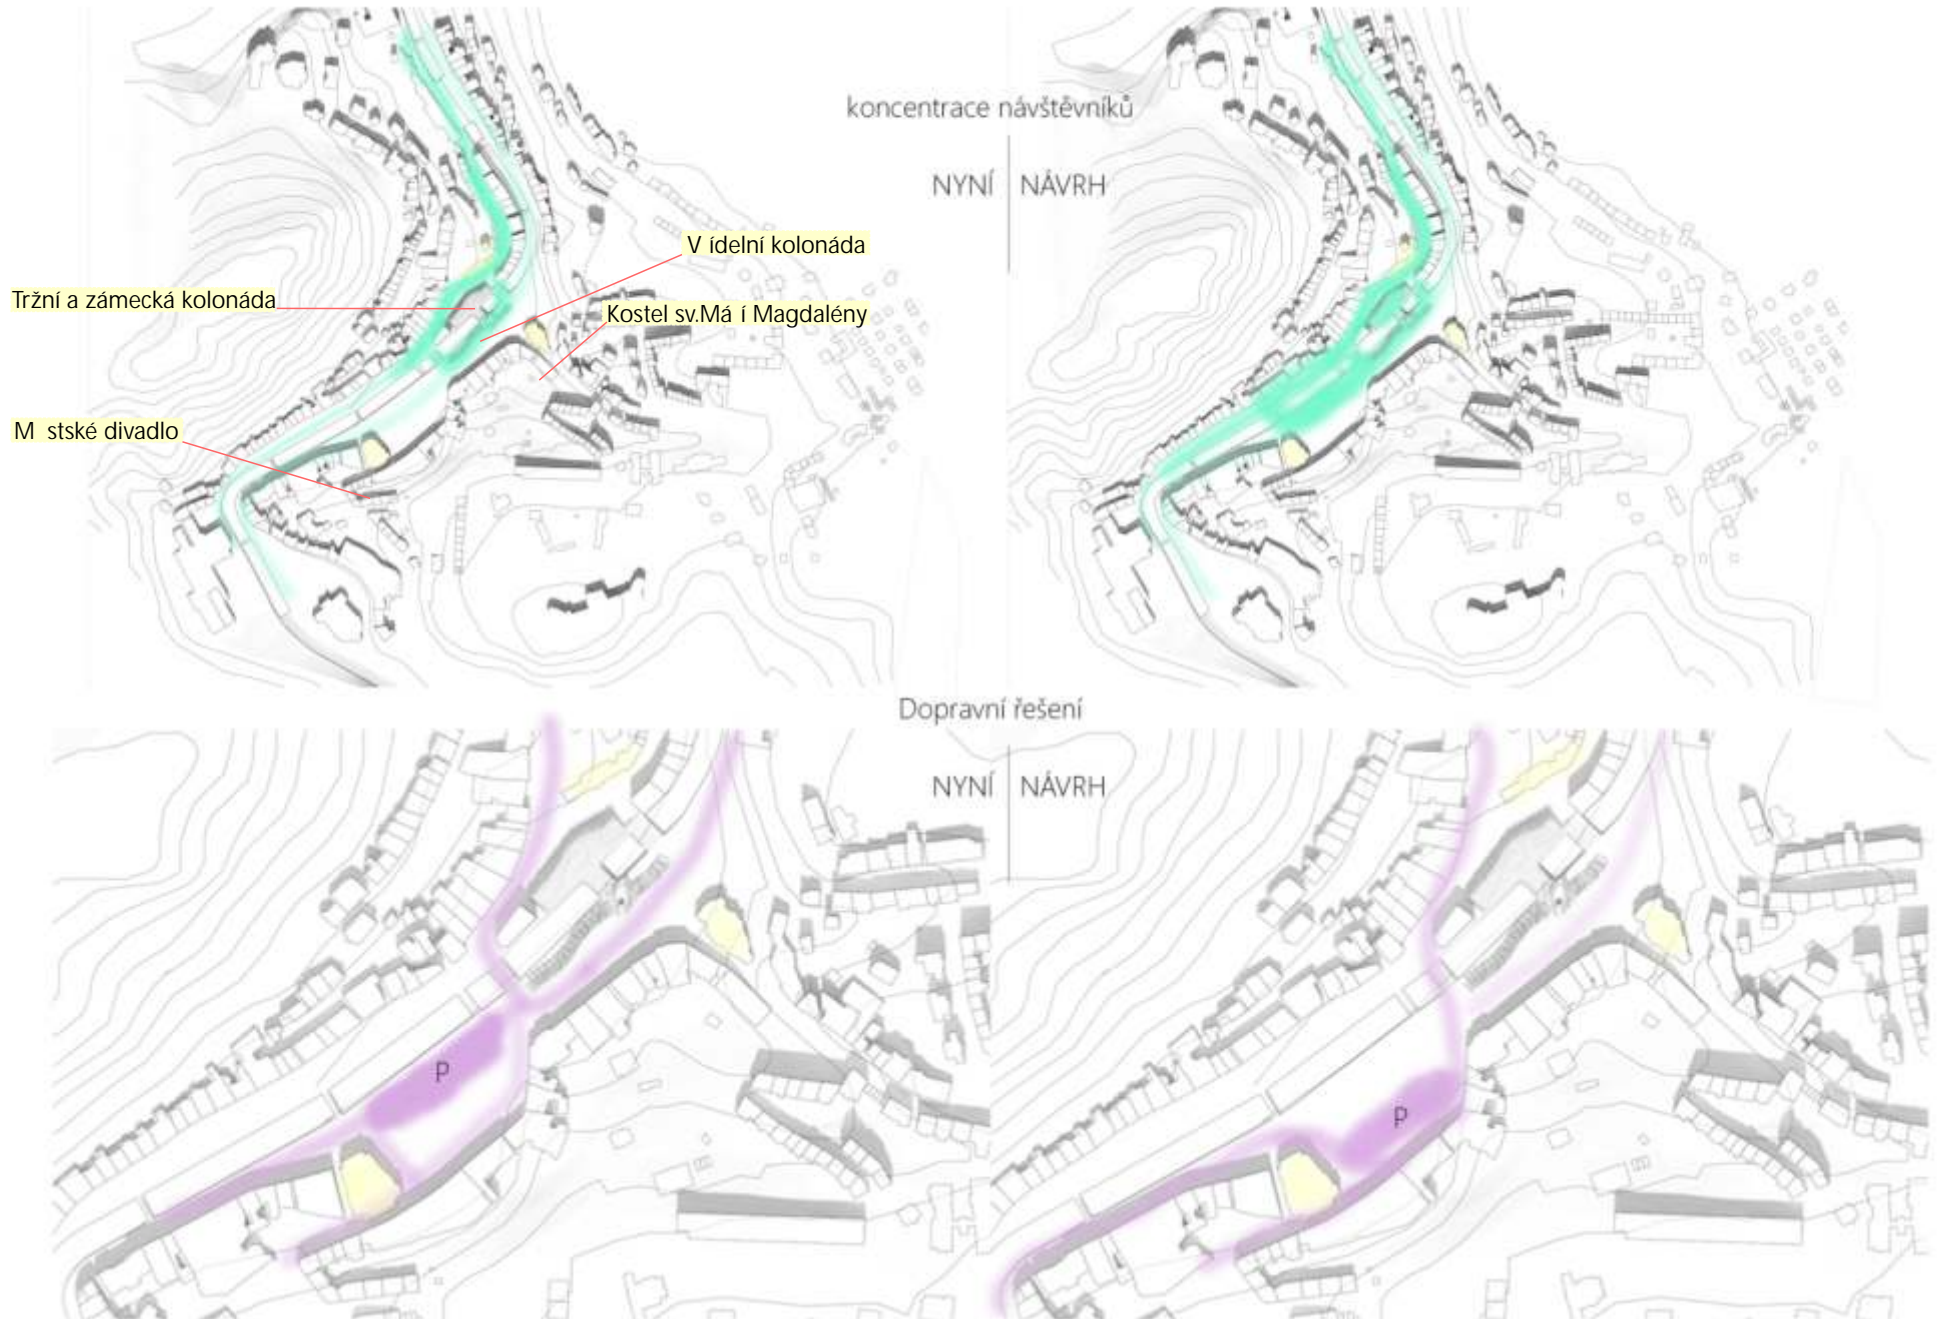 koncentrace návštěvníků
NYNÍ NÁVRH
V ídelní kolonáda
Tržní a zámecká kolonáda
Kostel sv.Má í Magdalény
M stské divadlo
Dopravní řešení
NYNÍ NÁVRH
P
P